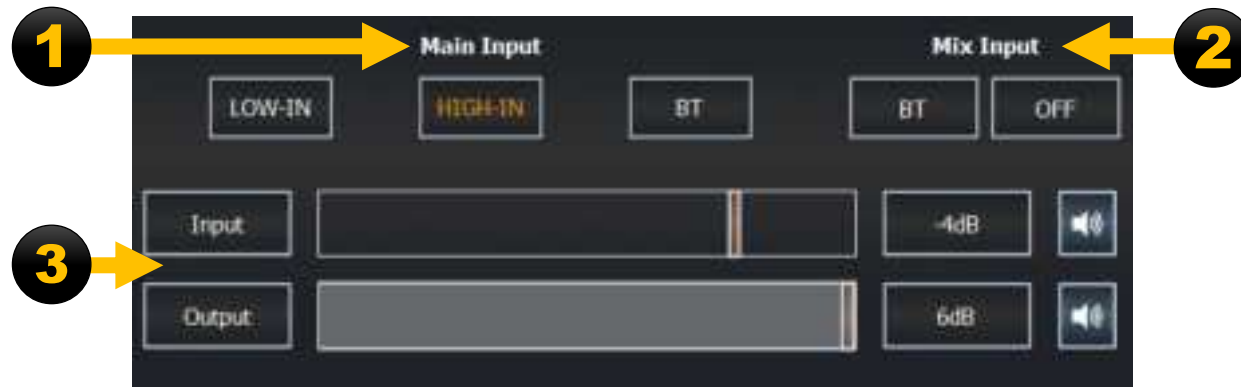 1
Main Input
Mix Input
2
LOW-IN
HIGH-IN
BT
BT
OFF
Input
-4dB
3
Output
6dB